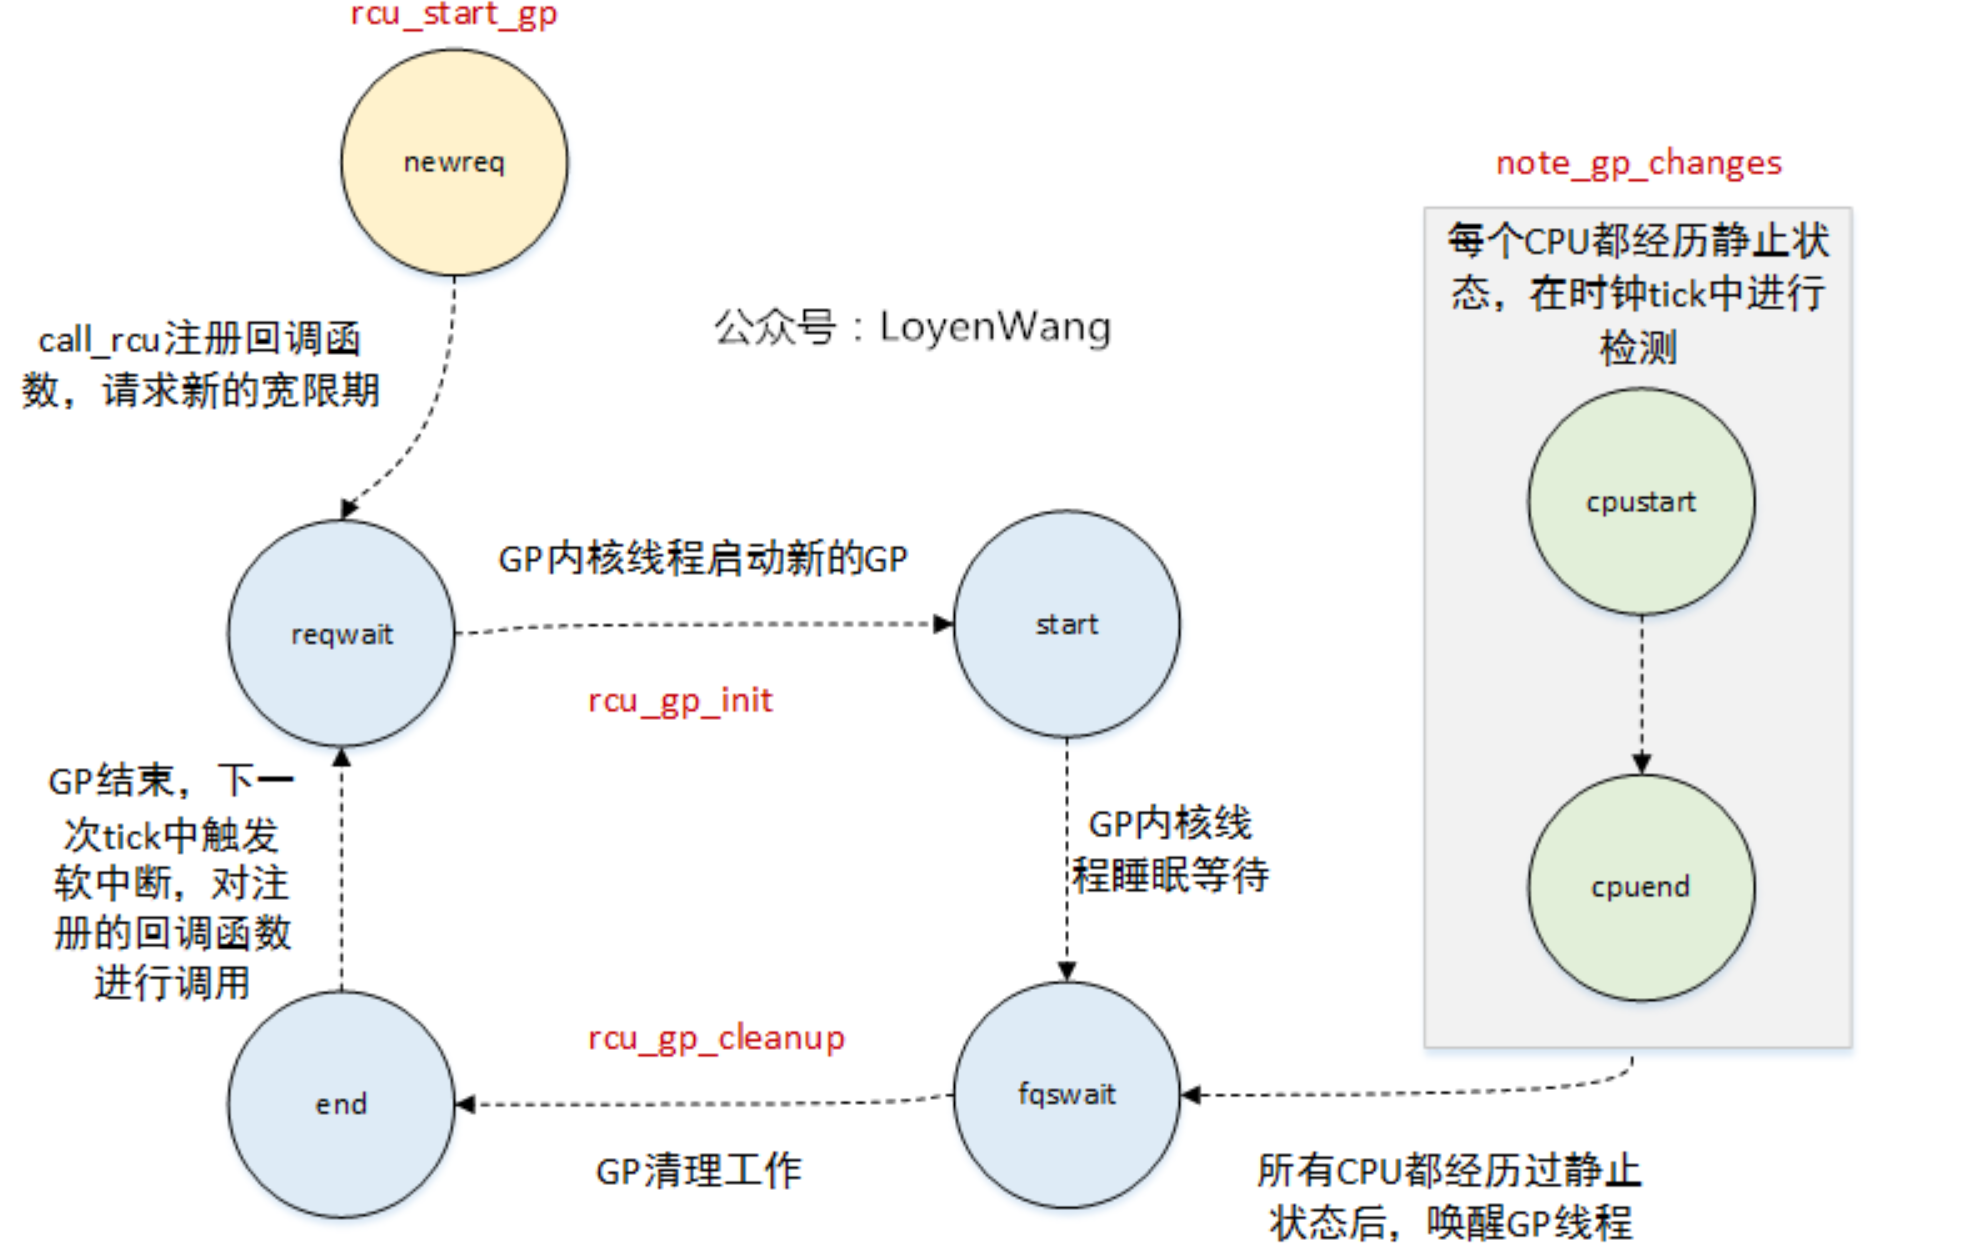 rcu_start_gp
newreq
note_gp_changes
每个CPU都经历静止状
态，在时钟tick中进行
检测
call_rcu注册回调函
数，请求新的宽限期
公众号：LoyenWang
cpustart
GP内核线程启动新的GP
reqwait
start
rcu_gp_init
GP结束，下一
次tick中触发
软中断，对注
册的回调函数
进行调用
GP内核线
程睡眠等待
cpuend
rcu_gp_cleanup
end
fqswait
GP清理工作
所有CPU都经历过静止
状态后，唤醒GP线程